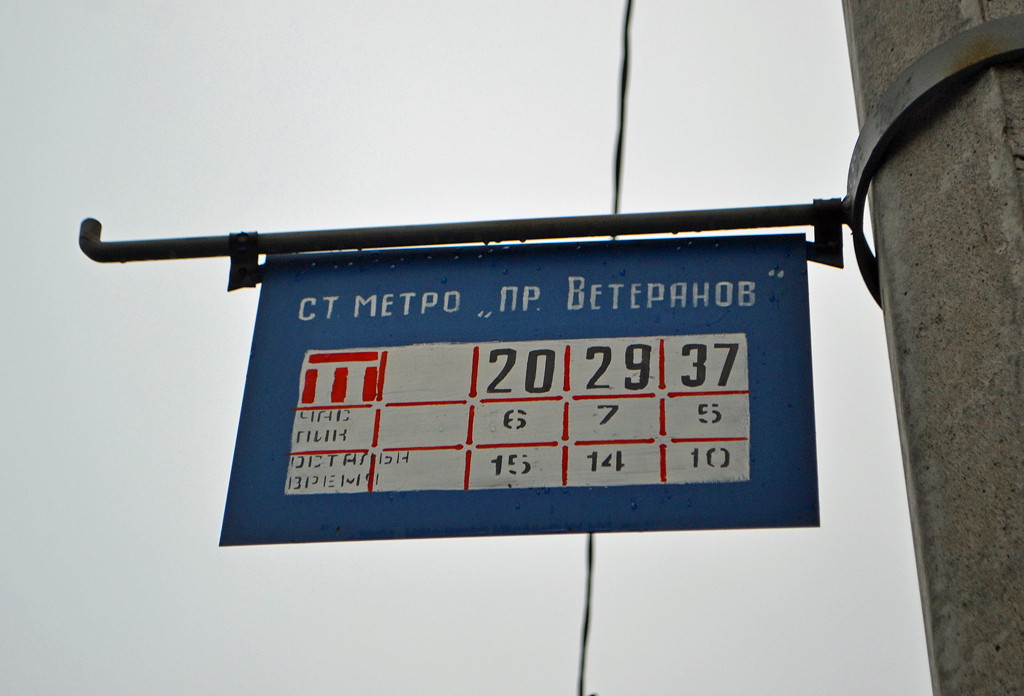 СТ. МЕТРО „ПР. ВЕТЕРАНОВ“
Ш 20 29 37
ЧАС 6 7 5
ПИК
ОСТАЛЬН 15 14 10
ВРЕМЯ